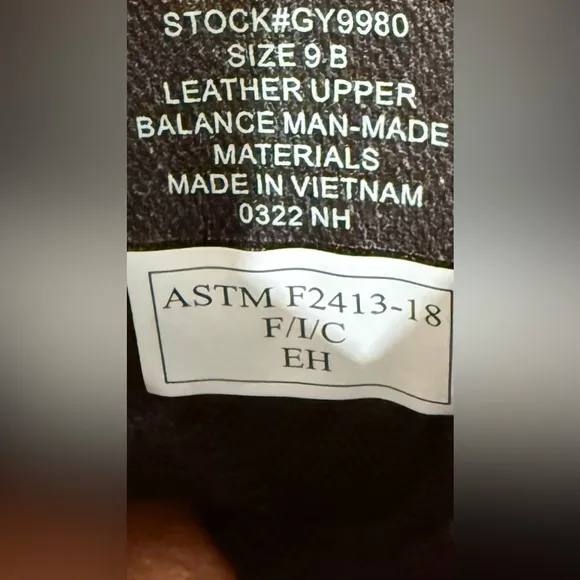 STOCK#GY9980
SIZE 9 B
LEATHER UPPER
BALANCE MAN-MADE
MATERIALS
MADE IN VIETNAM
0322 NH
ASTM F2413-18
F/I/C
EH